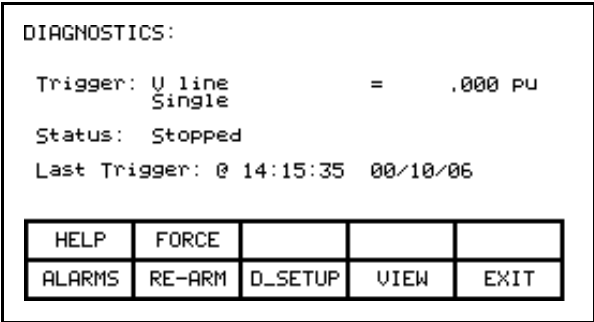 DIAGNOSTICS:
Trigger: V line = .000 pu
Single
Status: Stopped
Last Trigger: @ 14:15:35 00/10/06
HELP FORCE
ALARMS RE-ARM D_SETUP VIEW EXIT